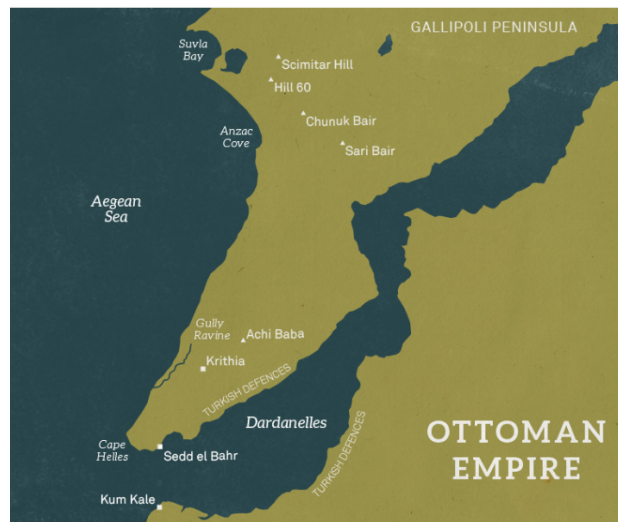 GALLIPOLI PENINSULA
Suvla
Bay
Scimitar Hill
Hill 60
Chunuk Bair
Anzac
Cove
Sari Bair
Aegean
Sea
Gully
Ravine
Achi Baba
Krithia
TURKISH DEFENCES
Dardanelles
TURKISH DEFENCES
OTTOMAN
EMPIRE
Cape
Helles
Sedd el Bahr
Kum Kale